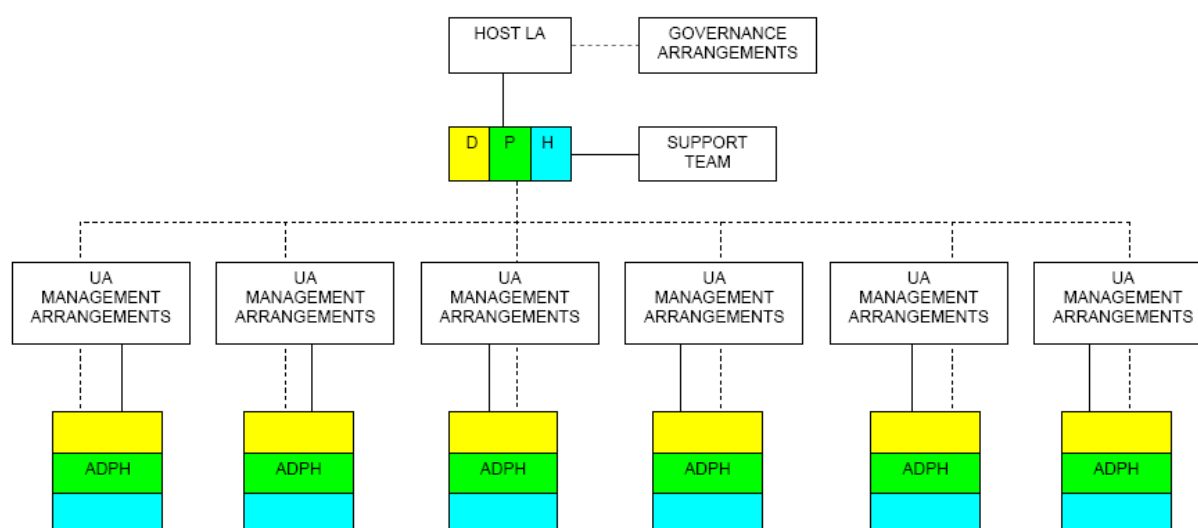 HOST LA
GOVERNANCE
ARRANGEMENTS
D P H
SUPPORT
TEAM
UA
MANAGEMENT
ARRANGEMENTS
UA
MANAGEMENT
ARRANGEMENTS
UA
MANAGEMENT
ARRANGEMENTS
UA
MANAGEMENT
ARRANGEMENTS
UA
MANAGEMENT
ARRANGEMENTS
UA
MANAGEMENT
ARRANGEMENTS
ADPH
ADPH
ADPH
ADPH
ADPH
ADPH